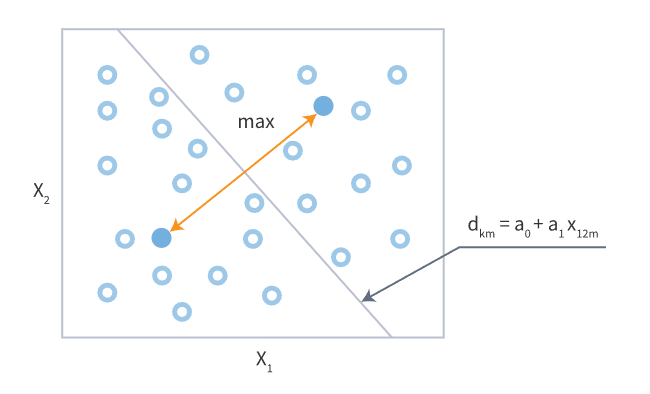 max
X₂
dₖₘ = a₀ + a₁ x₁₂ₘ
X₁